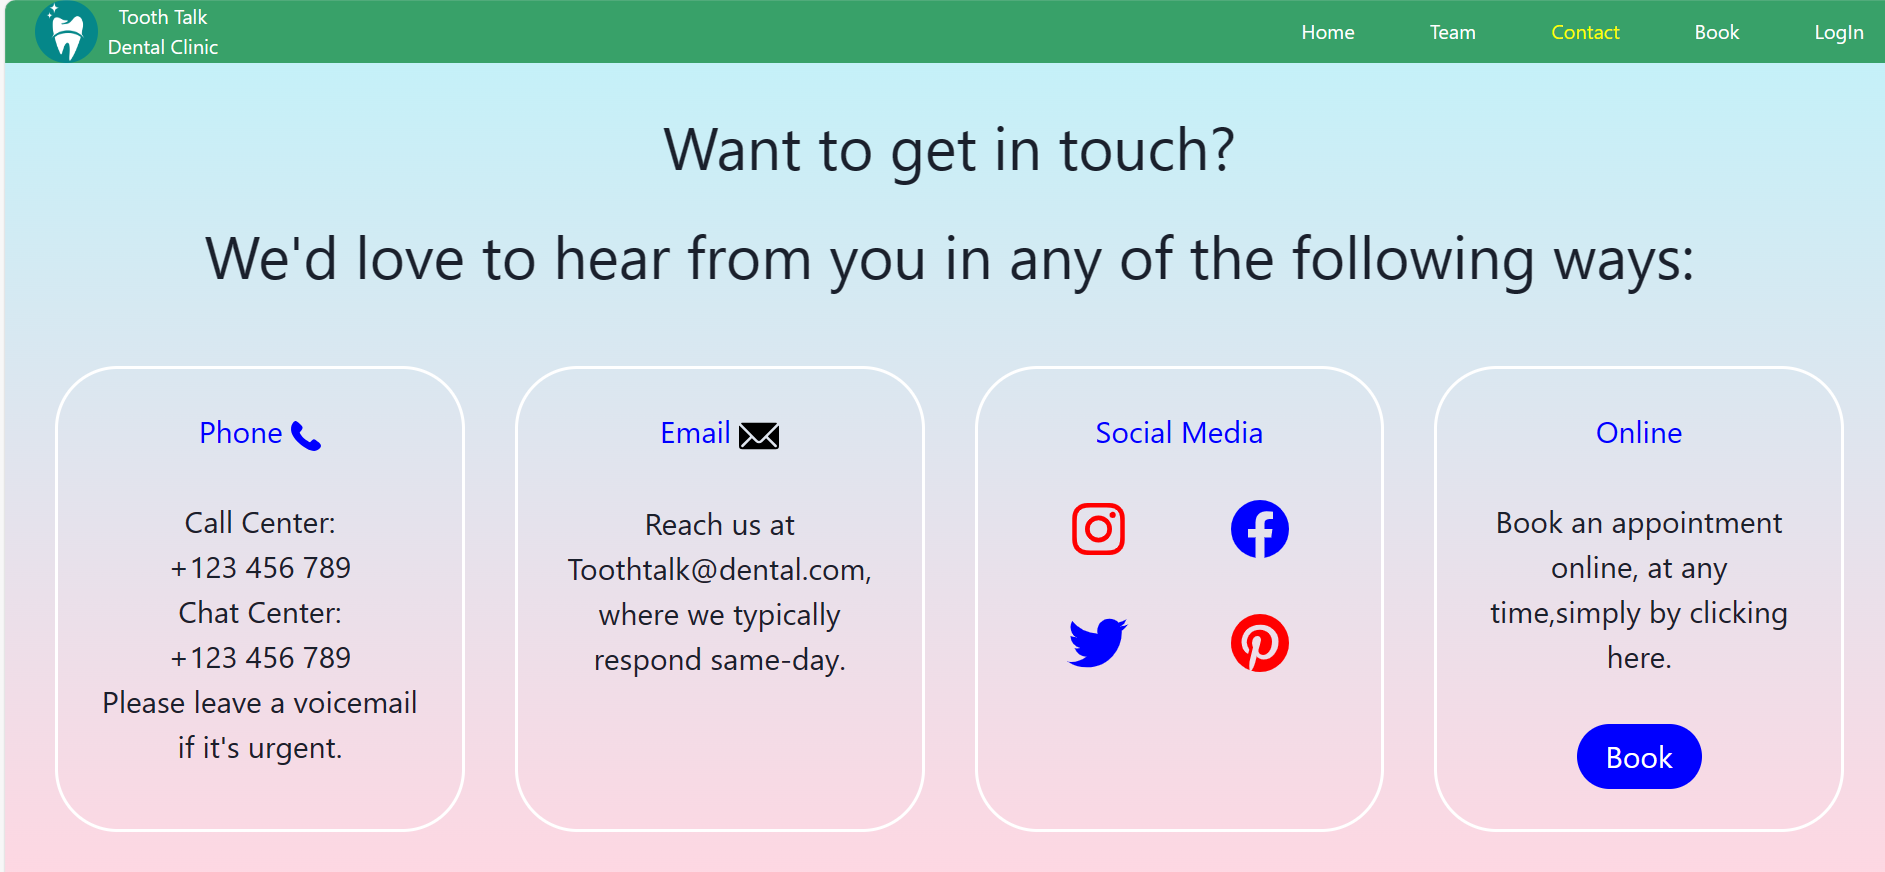 Tooth Talk
Dental Clinic
Home Team Contact Book LogIn
Want to get in touch?
We'd love to hear from you in any of the following ways:
Phone
Call Center:
+123 456 789
Chat Center:
+123 456 789
Please leave a voicemail
if it's urgent.
Email
Reach us at
Toothtalk@dental.com,
where we typically
respond same-day.
Social Media
Online
Book an appointment
online, at any
time,simply by clicking
here.
Book